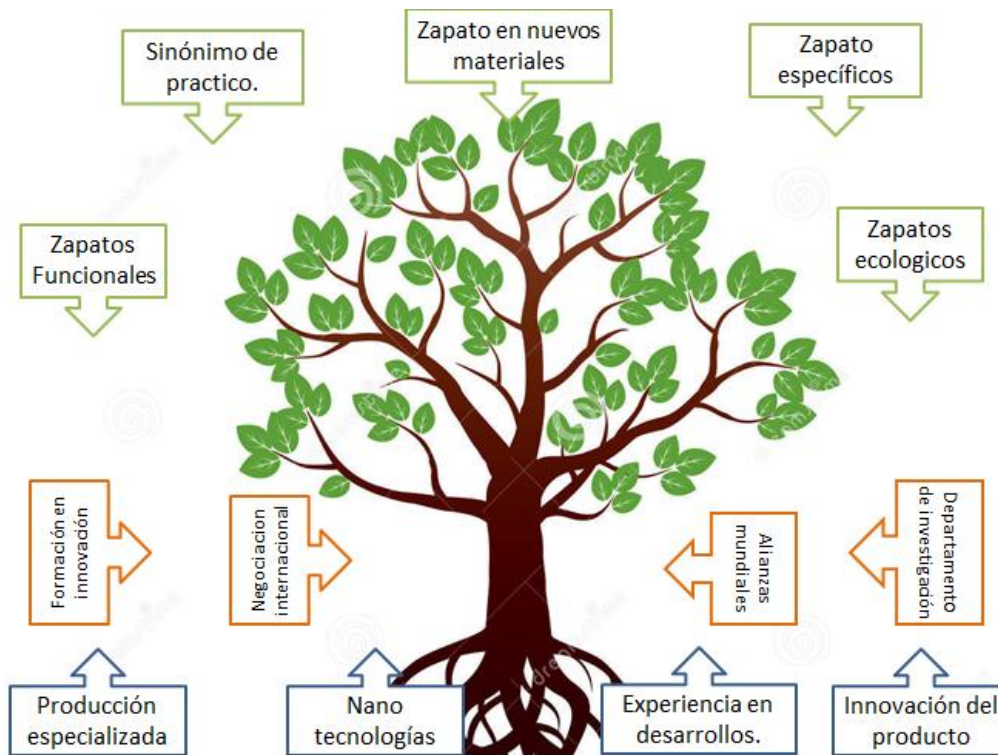 Sinónimo de
practico.
Zapato en nuevos
materiales
Zapato
específicos
Zapatos
Funcionales
Zapatos
ecologicos
Formación en
innovación
Negociacion
internacional
Alianzas
mundiales
Departamento
de investigación
Producción
especializada
Nano
tecnologías
Experiencia en
desarrollos.
Innovación del
producto